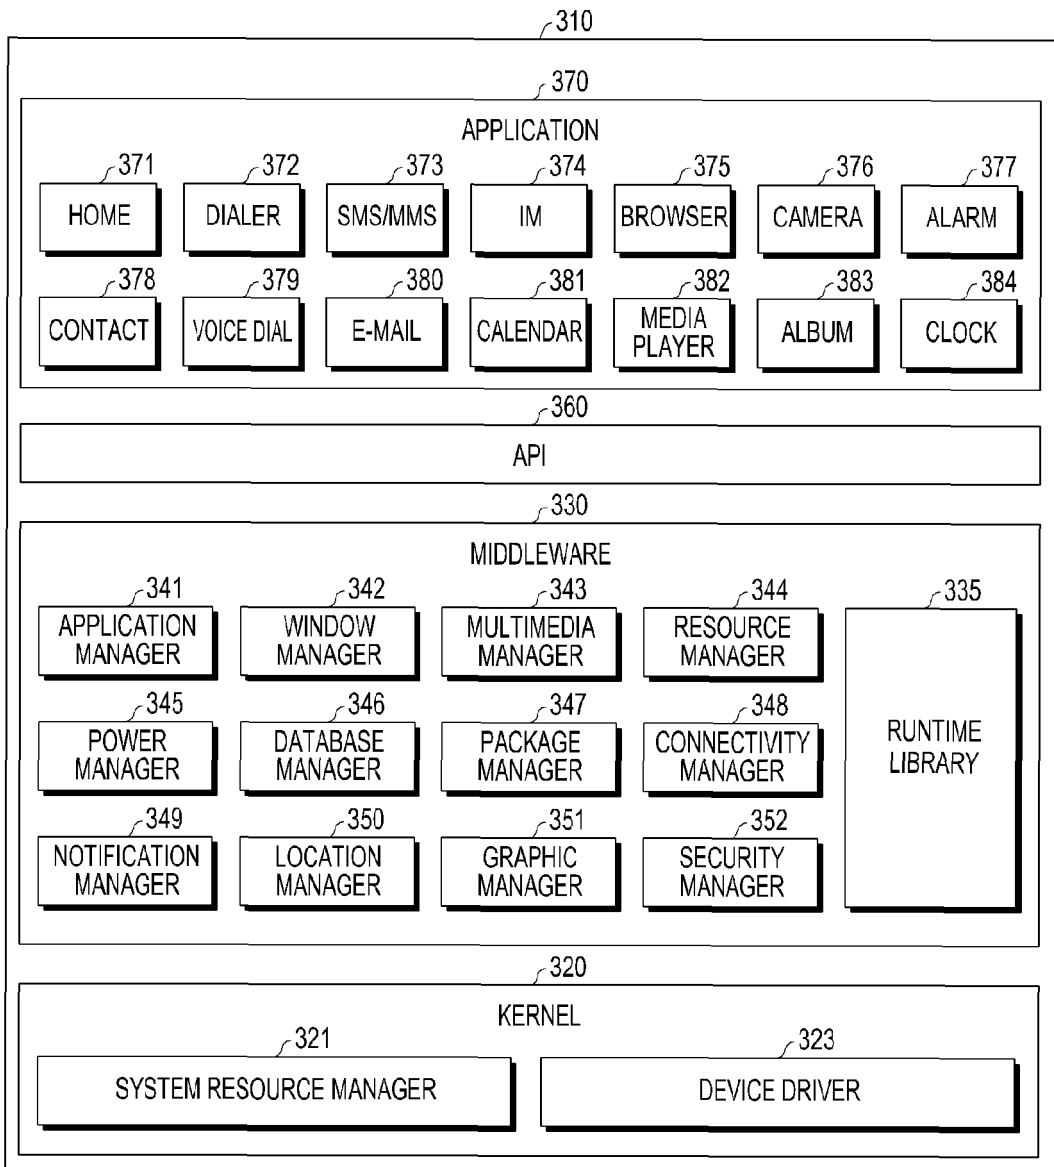 310
370
APPLICATION
371 372 373 374 375 376 377
HOME DIALER SMS/MMS IM BROWSER CAMERA ALARM
378 379 380 381 382 383 384
CONTACT VOICE DIAL E-MAIL CALENDAR MEDIA PLAYER ALBUM CLOCK
360
API
330
MIDDLEWARE
341 342 343 344 335
APPLICATION MANAGER
WINDOW MANAGER
MULTIMEDIA MANAGER
RESOURCE MANAGER
RUNTIME LIBRARY
345 346 347 348
POWER MANAGER
DATABASE MANAGER
PACKAGE MANAGER
CONNECTIVITY MANAGER
349 350 351 352
NOTIFICATION MANAGER
LOCATION MANAGER
GRAPHIC MANAGER
SECURITY MANAGER
320
KERNEL
321 323
SYSTEM RESOURCE MANAGER DEVICE DRIVER